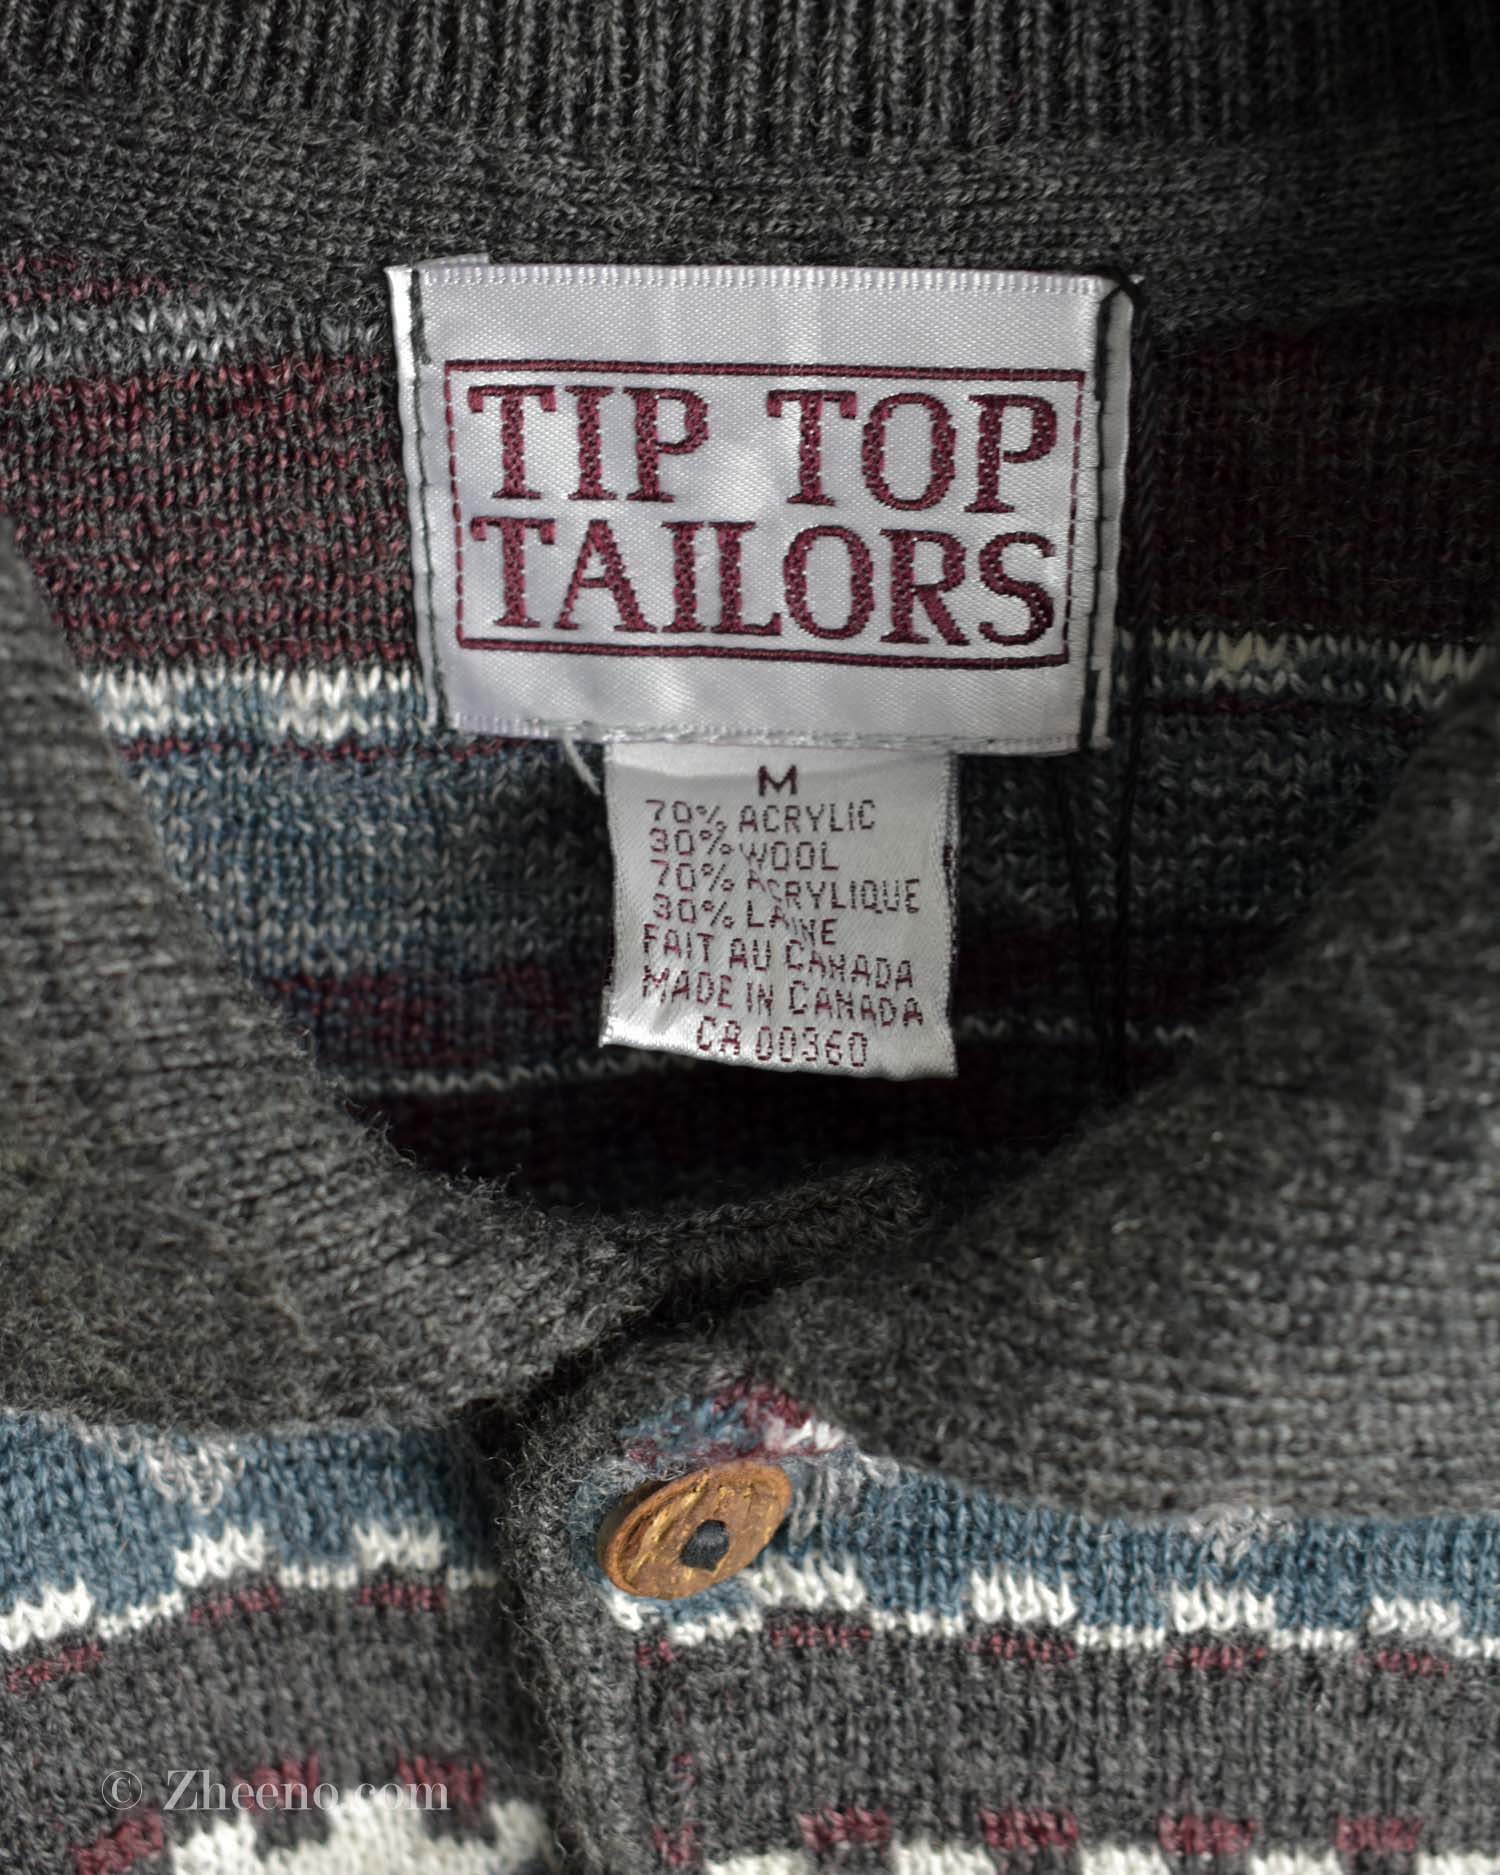 TIP TOP
TAILORS
M
70% ACRYLIC
30% WOOL
70% ACRYLIQUE
30% LAINE
FAIT AU CANADA
MADE IN CANADA
CA 00360
© Zheeno.com